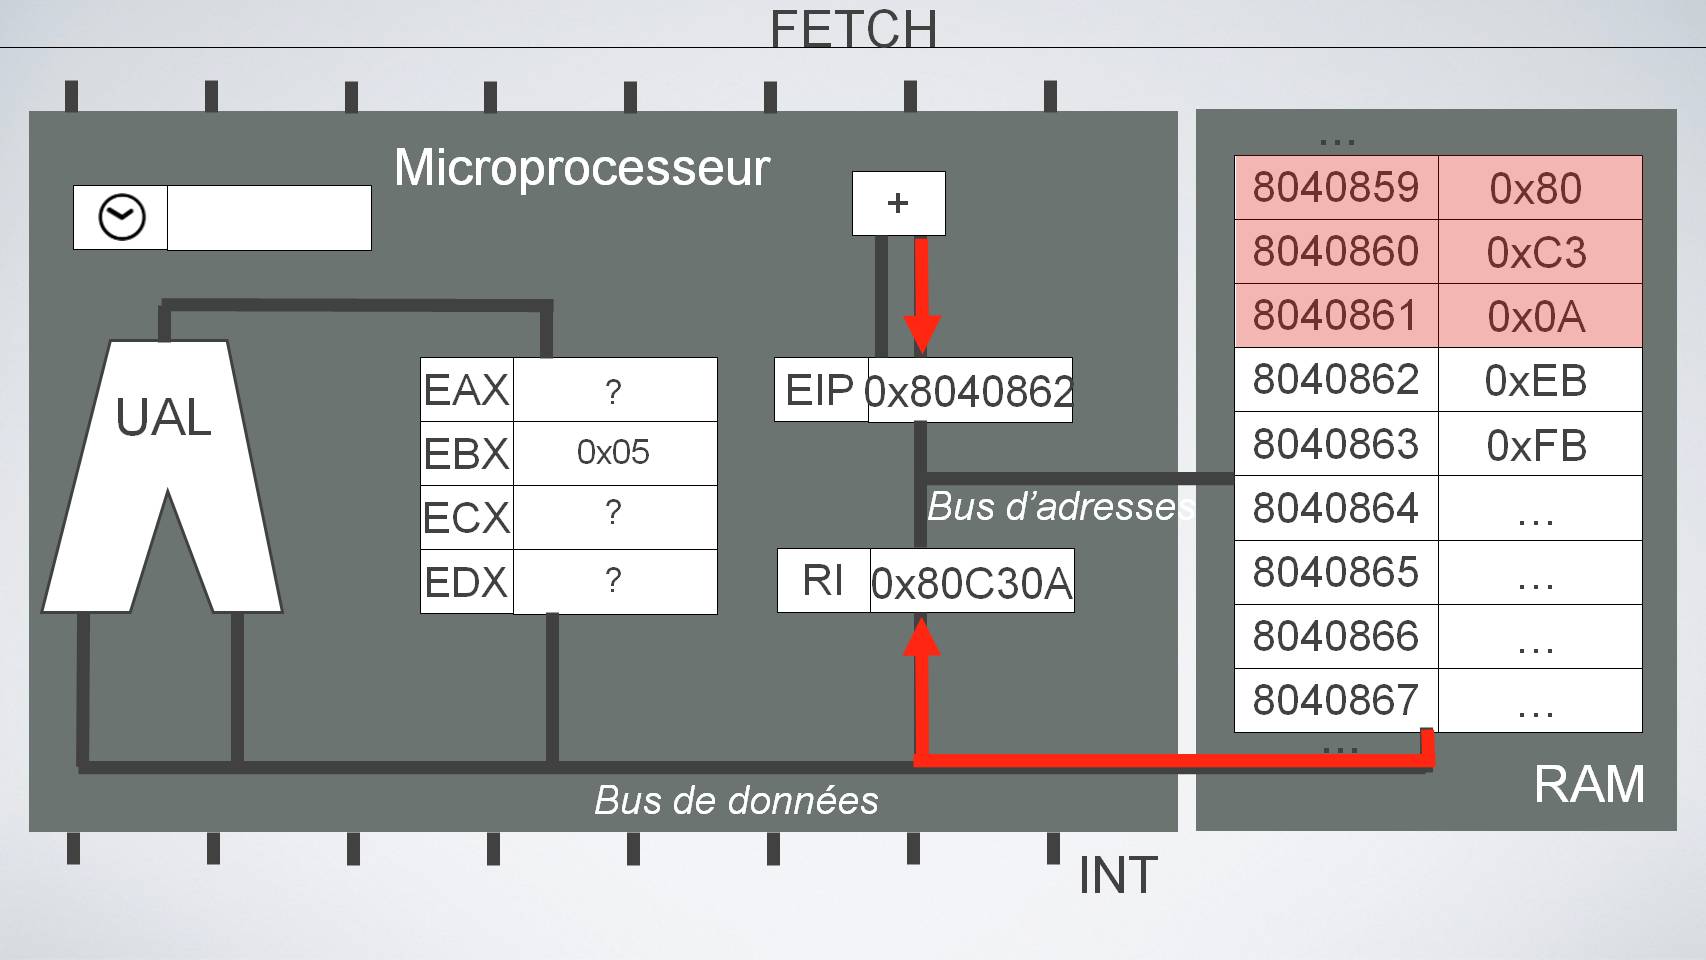 FETCH
Microprocesseur
+
UAL
EAX ?
EBX 0x05
ECX ?
EDX ?
EIP 0x8040862
Bus d’adresses
RI 0x80C30A
Bus de données
INT
...
8040859 0x80
8040860 0xC3
8040861 0x0A
8040862 0xEB
8040863 0xFB
8040864 ...
8040865 ...
8040866 ...
8040867 ...
...
RAM